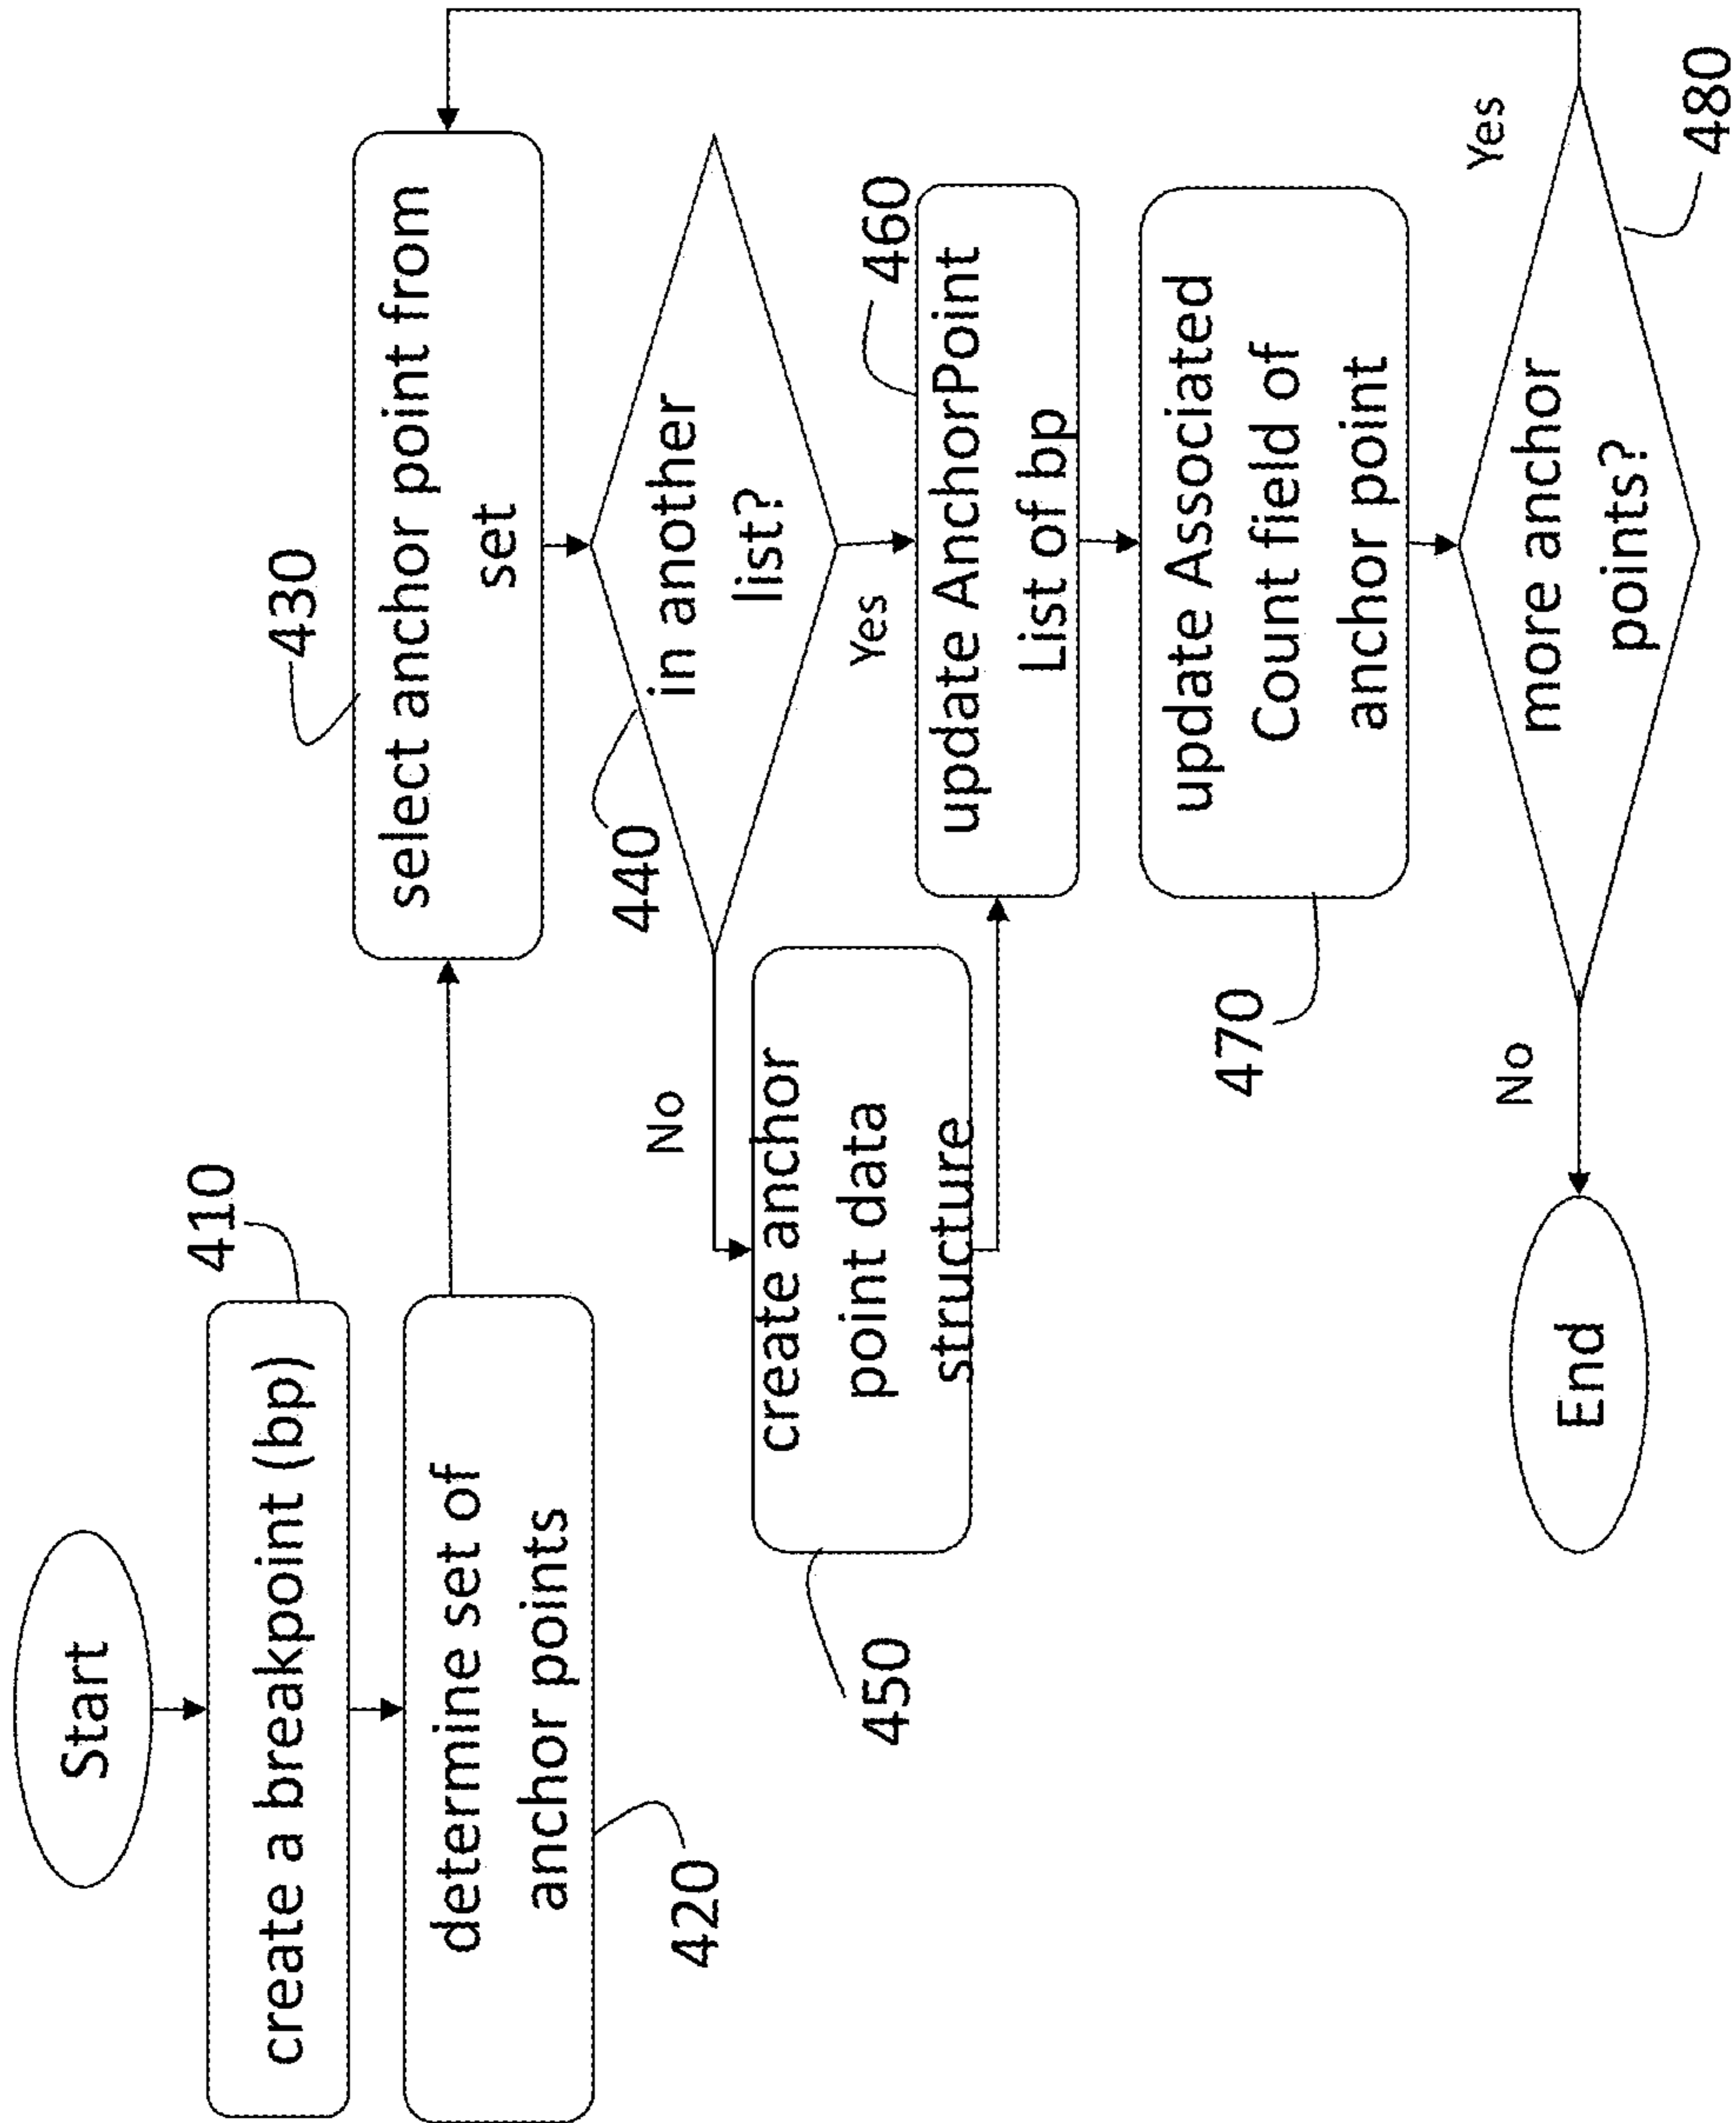 Start
410
create a breakpoint (bp)
determine set of
anchor points
420
430
select anchor point from
set
440
in another
list?
No
Yes
450
create anchor
point data
structure
460
update AnchorPoint
List of bp
update Associated
Count field of
anchor point
470
more anchor
points?
Yes
480
No
End